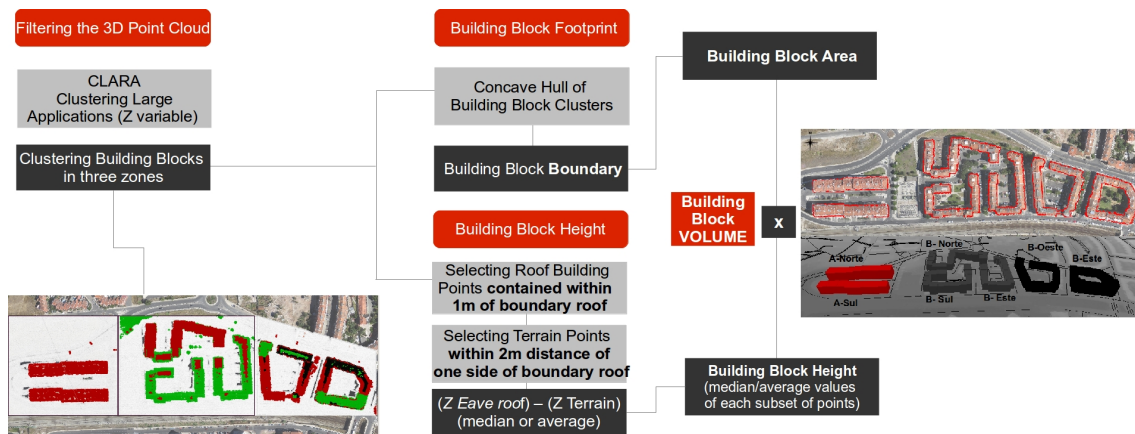 Filtering the 3D Point Cloud
CLARA
Clustering Large
Applications (Z variable)
Clustering Building Blocks
in three zones
Building Block Footprint
Concave Hull of
Building Block Clusters
Building Block Boundary
Building Block Height
Selecting Roof Building
Points contained within
1m of boundary roof
Selecting Terrain Points
within 2m distance of
one side of boundary roof
(Z Eave roof) – (Z Terrain)
(median or average)
Building Block Area
Building
Block
VOLUME
x
Building Block Height
(median/average values
of each subset of points)
B- Norte
B-Oeste
A-Norte
B-Este
A-Sul
B- Sul
B- Este